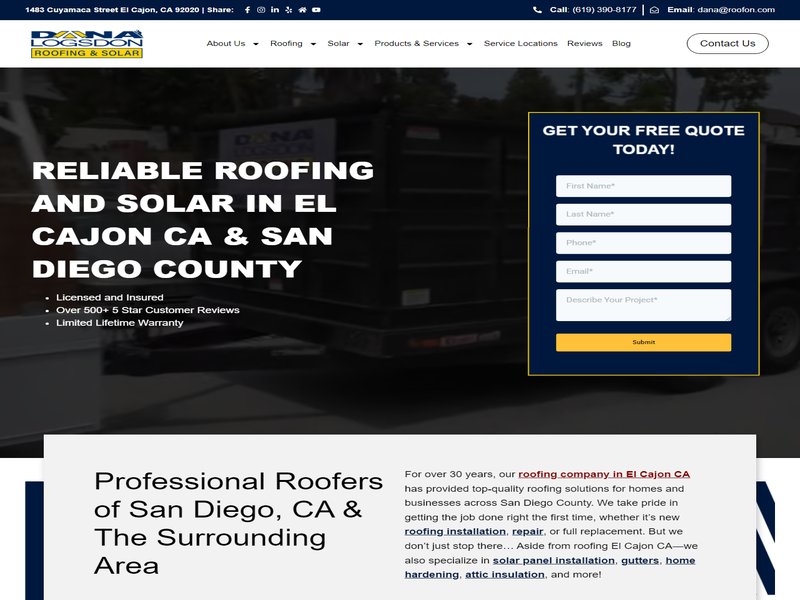 1483 Cuyamaca Street El Cajon, CA 92020 | Share:
Call: (619) 390-8177
Email: dana@roofon.com
DANA
LOGSDON
ROOFING & SOLAR
About Us
Roofing
Solar
Products & Services
Service Locations
Reviews
Blog
Contact Us
DANA
LOGSDON
RELIABLE ROOFING
AND SOLAR IN EL
CAJON CA & SAN
DIEGO COUNTY
• Licensed and Insured
• Over 500+ 5 Star Customer Reviews
• Limited Lifetime Warranty
GET YOUR FREE QUOTE
TODAY!
First Name*
Last Name*
Phone*
Email*
Describe Your Project*
Submit
Professional Roofers
of San Diego, CA &
The Surrounding
Area
For over 30 years, our roofing company in El Cajon CA
has provided top-quality roofing solutions for homes and
businesses across San Diego County. We take pride in
getting the job done right the first time, whether it's new
roofing installation, repair, or full replacement. But we
don't just stop there… Aside from roofing El Cajon CA—we
also specialize in solar panel installation, gutters, home
hardening, attic insulation, and more!